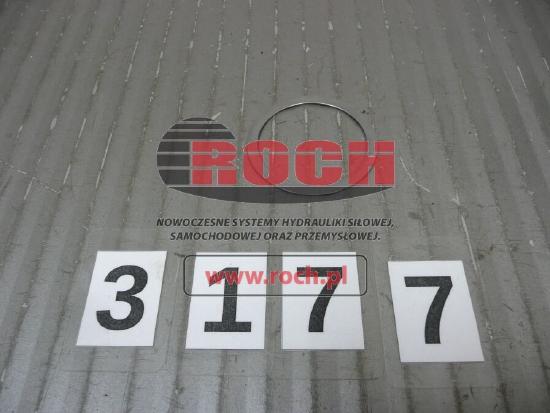 ROCH
NOWOCZESNE SYSTEMY HYDRAULIKI SIŁOWEJ,
SAMOCHODOWEJ ORAZ PRZEMYSŁOWEJ.
www.roch.pl
3 1 7 7